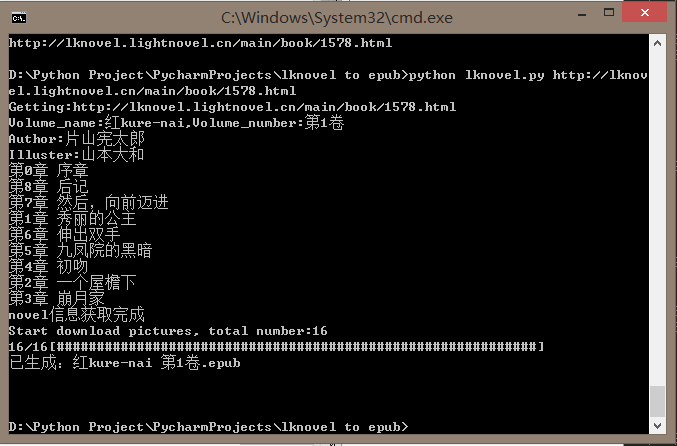 C:\Windows\System32\cmd.exe
http://lknovel.lightnovel.cn/main/book/1578.html
D:\Python Project\PycharmProjects\lknovel to epub>python lknovel.py http://lknov
el.lightnovel.cn/main/book/1578.html
Getting:http://lknovel.lightnovel.cn/main/book/1578.html
Volume_name:红kure-nai,Volume_number:第1卷
Author:片山宪太郎
Illuster:山本大和
第0章 序章
第8章 后记
第7章 然后，向前迈进
第1章 秀丽的公主
第6章 伸出双手
第5章 九凤院的黑暗
第4章 初吻
第2章 一个屋檐下
第3章 崩月家
novel信息获取完成
Start download pictures, total number:16
16/16[############################################################]
已生成：红kure-nai 第1卷.epub
D:\Python Project\PycharmProjects\lknovel to epub>